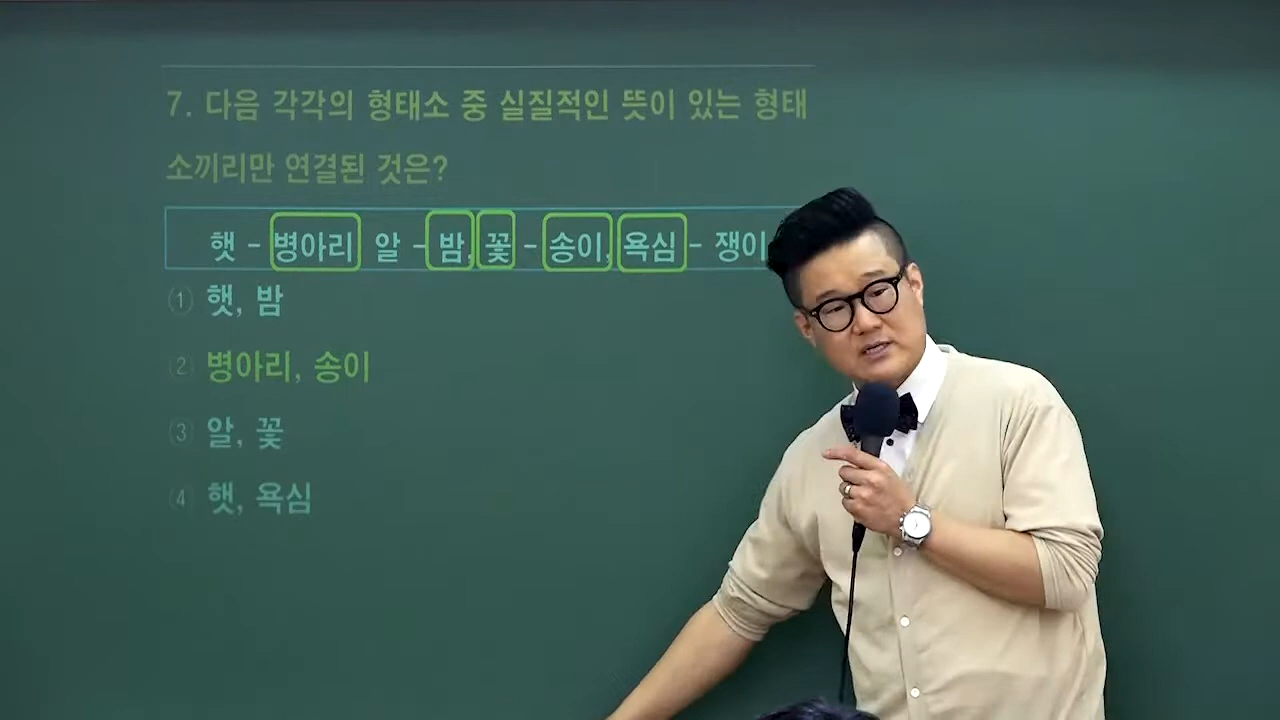 7. 다음 각각의 형태소 중 실질적인 뜻이 있는 형태
소끼리만 연결된 것은?
햇 - 병아리 알 - 밤, 꽃 - 송이, 욕심 - 쟁이
① 햇, 밤
② 병아리, 송이
③ 알, 꽃
④ 햇, 욕심